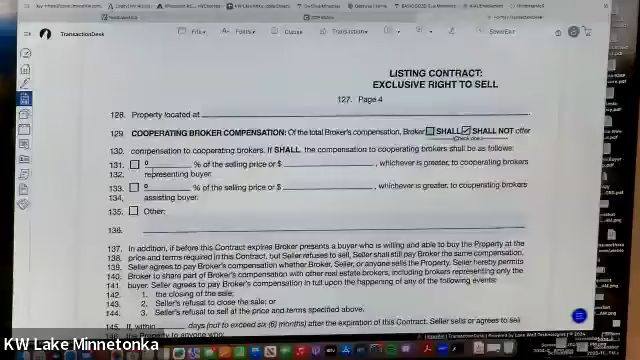 TransactionDesk
File
Fonts
Close
Transaction
Save/Exit
LISTING CONTRACT:
EXCLUSIVE RIGHT TO SELL
127. Page 4
128. Property located at
129. COOPERATING BROKER COMPENSATION: Of the total Broker's compensation, Broker SHALL SHALL NOT offer
(Check one.)
130. compensation to cooperating brokers. If SHALL, the compensation to cooperating brokers shall be as follows:
131. 0 % of the selling price or $ , whichever is greater, to cooperating brokers
132. representing buyer.
133. 0 % of the selling price or $ , whichever is greater, to cooperating brokers
134. assisting buyer.
135. Other:
136.
137. In addition, if before this Contract expires Broker presents a buyer who is willing and able to buy the Property at the
138. price and terms required in this Contract, but Seller refuses to sell, Seller shall still pay Broker the same compensation.
139. Seller agrees to pay Broker's compensation whether Broker, Seller, or anyone sells the Property. Seller hereby permits
140. Broker to share part of Broker's compensation with other real estate brokers, including brokers representing only the
141. buyer. Seller agrees to pay Broker's compensation in full upon the happening of any of the following events:
142. 1. the closing of the sale;
143. 2. Seller's refusal to close the sale; or
144. 3. Seller's refusal to sell at the price and terms specified above.
145. If, within days (not to exceed six (6) months) after the expiration of this Contract, Seller sells or agrees to sell
the Property to anyone who:
KW Lake Minnetonka